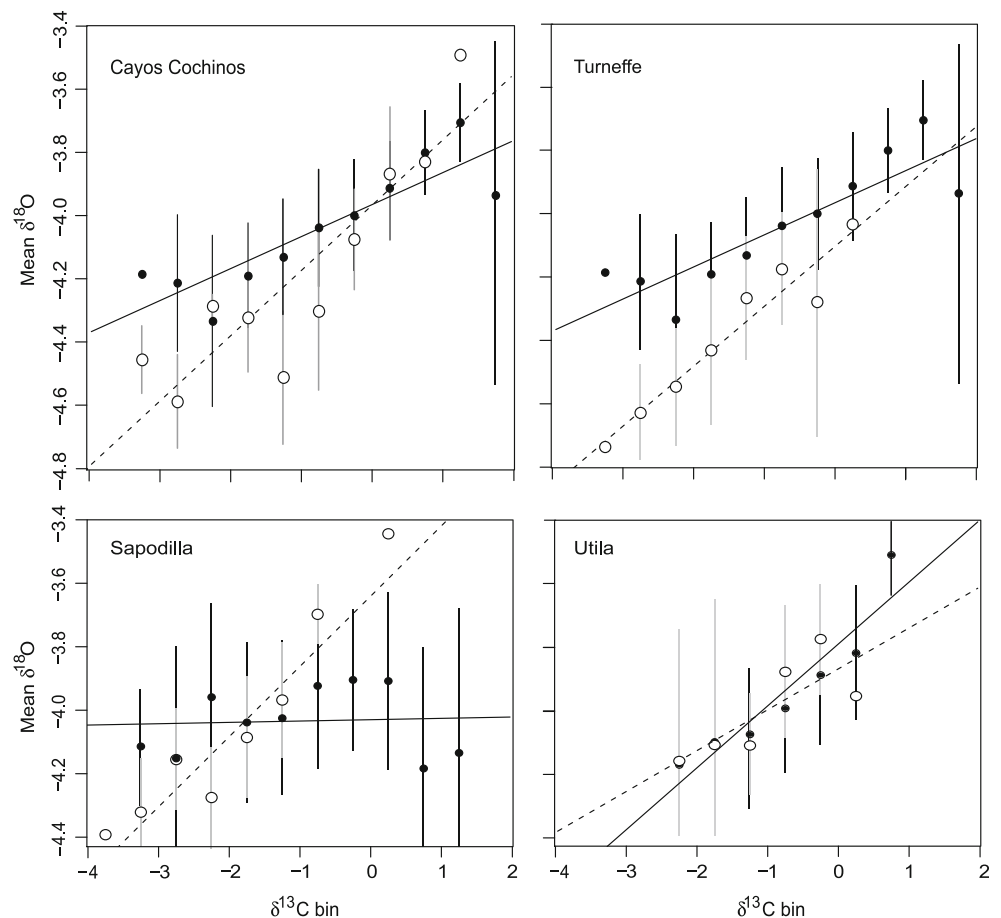 Cayos Cochinos
Turneffe
Mean δ18O
−3.4
−3.6
−3.8
−4.0
−4.2
−4.4
−4.6
−4.8
Sapodilla
Utila
Mean δ18O
−3.4
−3.6
−3.8
−4.0
−4.2
−4.4
−4 −3 −2 −1 0 1 2
−4 −3 −2 −1 0 1 2
δ13C bin
δ13C bin